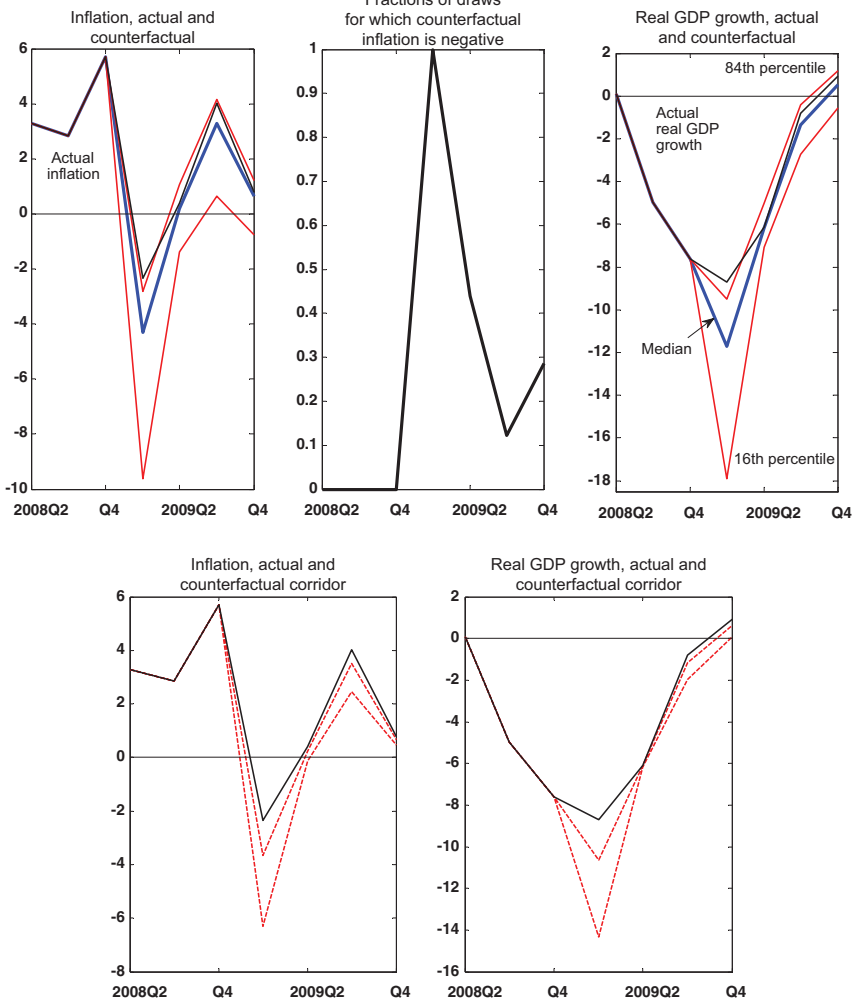 Inflation, actual and
counterfactual
6
4
2
0
-2
-4
-6
-8
-10
Actual
inflation
2008Q2
Q4
2009Q2
Q4
Fractions of draws
for which counterfactual
inflation is negative
1
0.9
0.8
0.7
0.6
0.5
0.4
0.3
0.2
0.1
0
2008Q2
Q4
2009Q2
Q4
Real GDP growth, actual
and counterfactual
2
0
-2
-4
-6
-8
-10
-12
-14
-16
-18
84th percentile
Actual
real GDP
growth
Median
16th percentile
2008Q2
Q4
2009Q2
Q4
Inflation, actual and
counterfactual corridor
6
4
2
0
-2
-4
-6
-8
2008Q2
Q4
2009Q2
Q4
Real GDP growth, actual and
counterfactual corridor
2
0
-2
-4
-6
-8
-10
-12
-14
-16
2008Q2
Q4
2009Q2
Q4